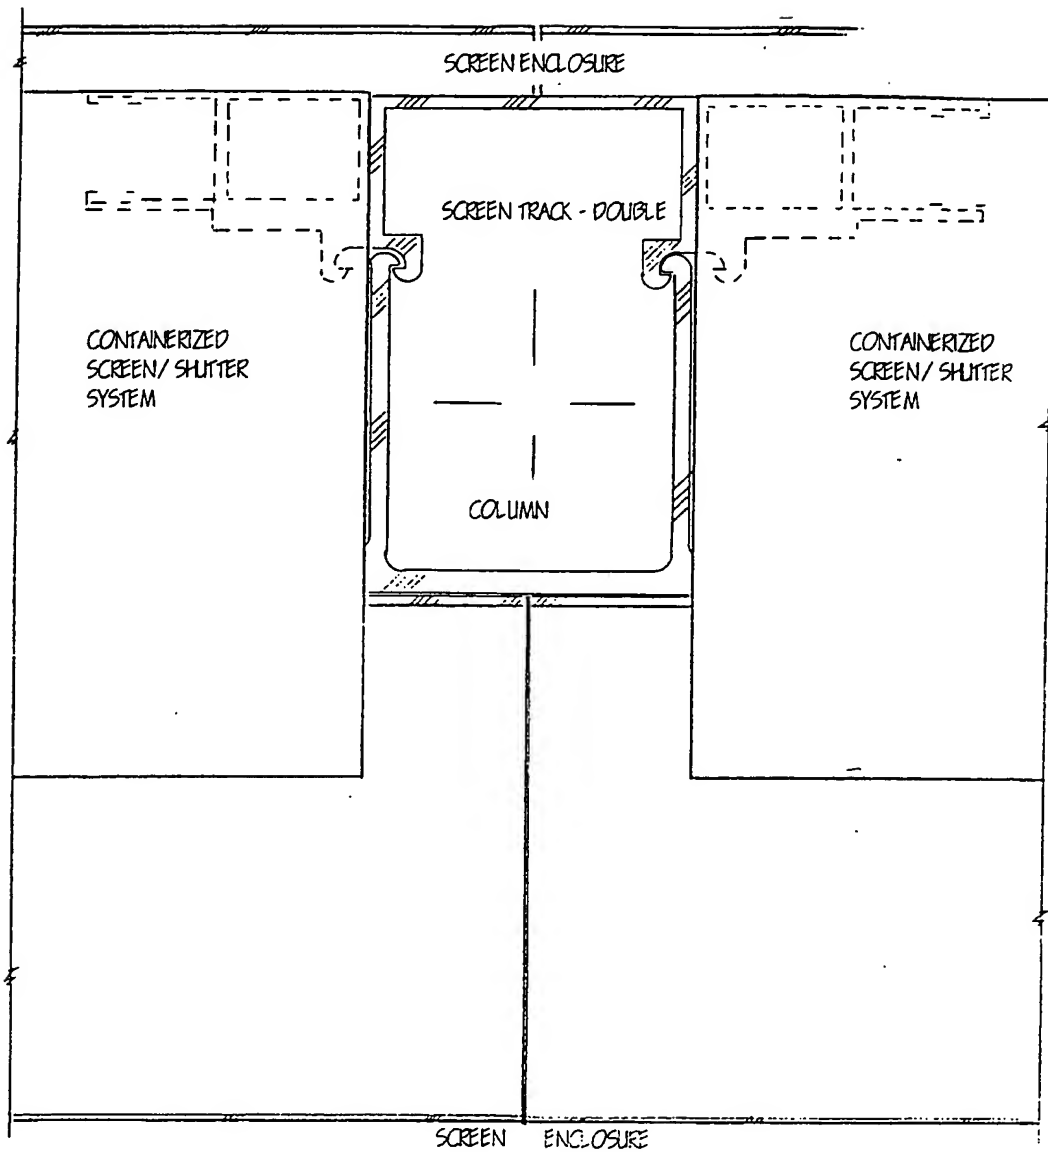 SCREEN ENCLOSURE
SCREEN TRACK - DOUBLE
CONTAINERIZED
SCREEN/ SHUTTER
SYSTEM
CONTAINERIZED
SCREEN/ SHUTTER
SYSTEM
COLUMN
SCREEN ENCLOSURE